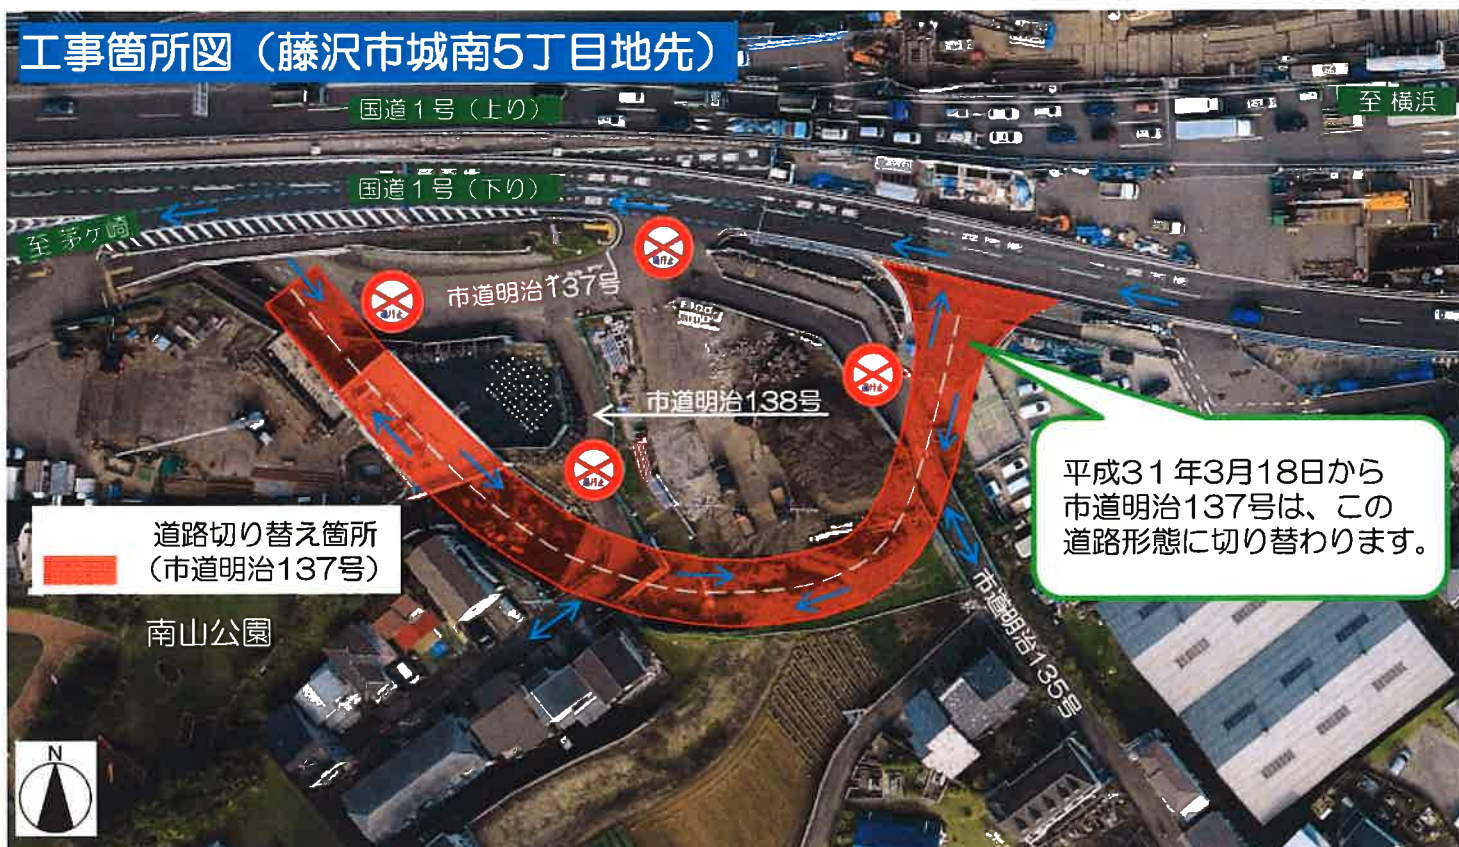 工事箇所図（藤沢市城南5丁目地先）
国道１号（上り）
至 横浜
国道１号（下り）
至 茅ヶ崎
市道明治137号
市道明治138号
平成31年3月18日から
市道明治137号は、この
道路形態に切り替わります。
道路切り替え箇所
（市道明治137号）
南山公園
市道明治135号
N